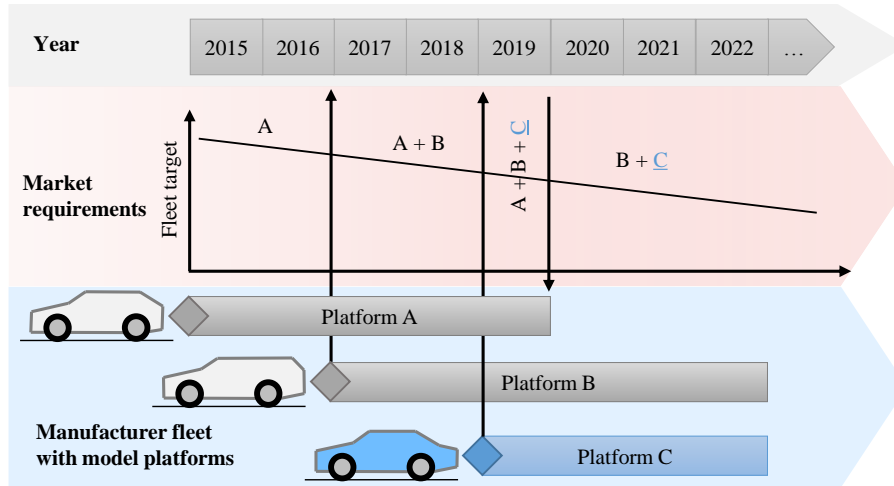 Year
2015 2016 2017 2018 2019 2020 2021 2022 …
Market
requirements
Fleet target
A
A + B
A + B + C
B + C
Platform A
Platform B
Manufacturer fleet
with model platforms
Platform C